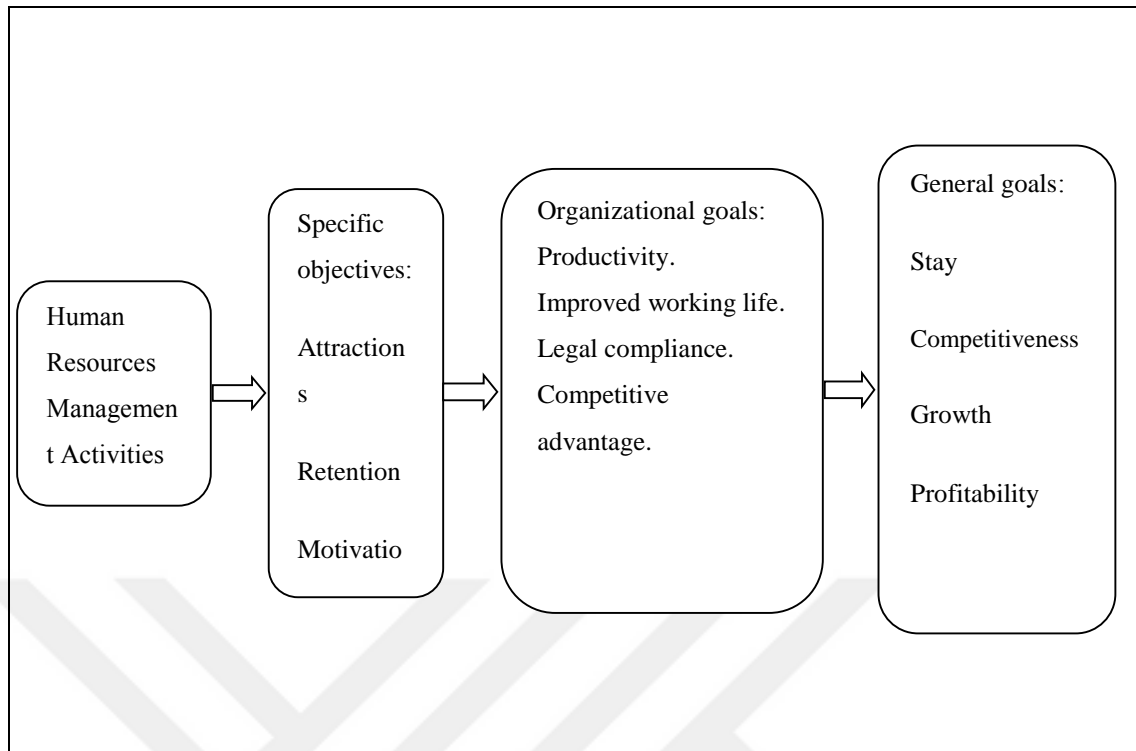 Human
Resources
Managemen
t Activities
Specific
objectives:
Attraction
s
Retention
Motivatio
Organizational goals:
Productivity.
Improved working life.
Legal compliance.
Competitive
advantage.
General goals:
Stay
Competitiveness
Growth
Profitability